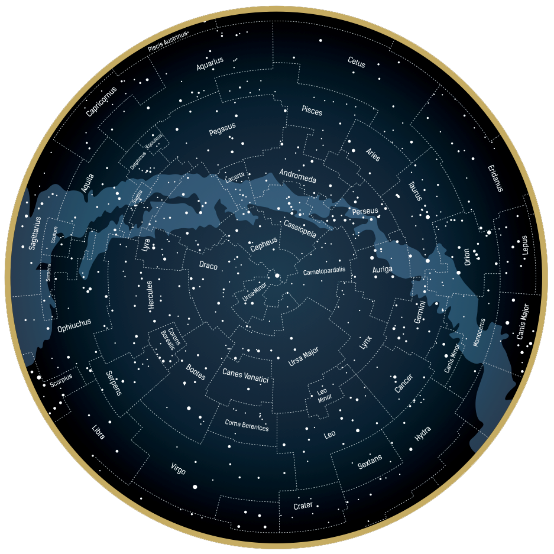 Piscis Austrinus
Aquarius
Cetus
Capricornus
Pisces
Pegasus
Aries
Aquila
Lacerta
Andromeda
Taurus
Eridanus
Perseus
Cassiopeia
Sagittarius
Lyra
Cepheus
Orion
Lepus
Draco
Camelopardalis
Auriga
Ursa Minor
Hercules
Gemini
Ophiuchus
Canis Major
Monoceros
Corona
Borealis
Lynx
Ursa Major
Canis Minor
Scorpius
Serpens
Bootes
Canes Venatici
Cancer
Leo
Minor
Coma Berenices
Libra
Leo
Hydra
Virgo
Sextans
Crater